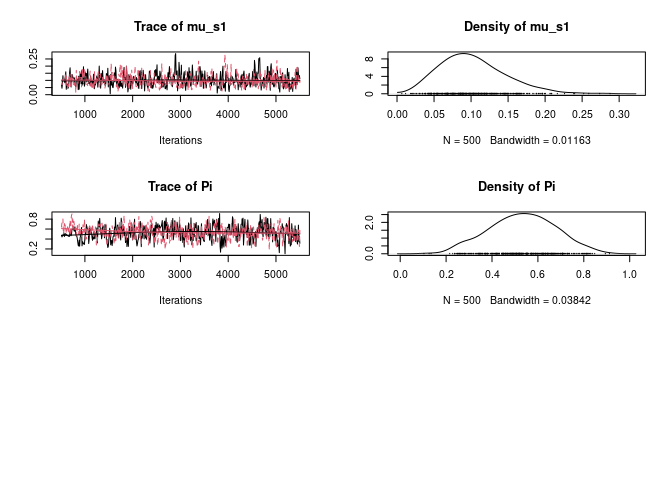 Trace of mu_s1
0.00 0.25
1000 2000 3000 4000 5000
Iterations
Density of mu_s1
0 4 8
0.00 0.05 0.10 0.15 0.20 0.25 0.30
N = 500 Bandwidth = 0.01163
Trace of Pi
0.2 0.8
1000 2000 3000 4000 5000
Iterations
Density of Pi
0.0 2.0
0.0 0.2 0.4 0.6 0.8 1.0
N = 500 Bandwidth = 0.03842